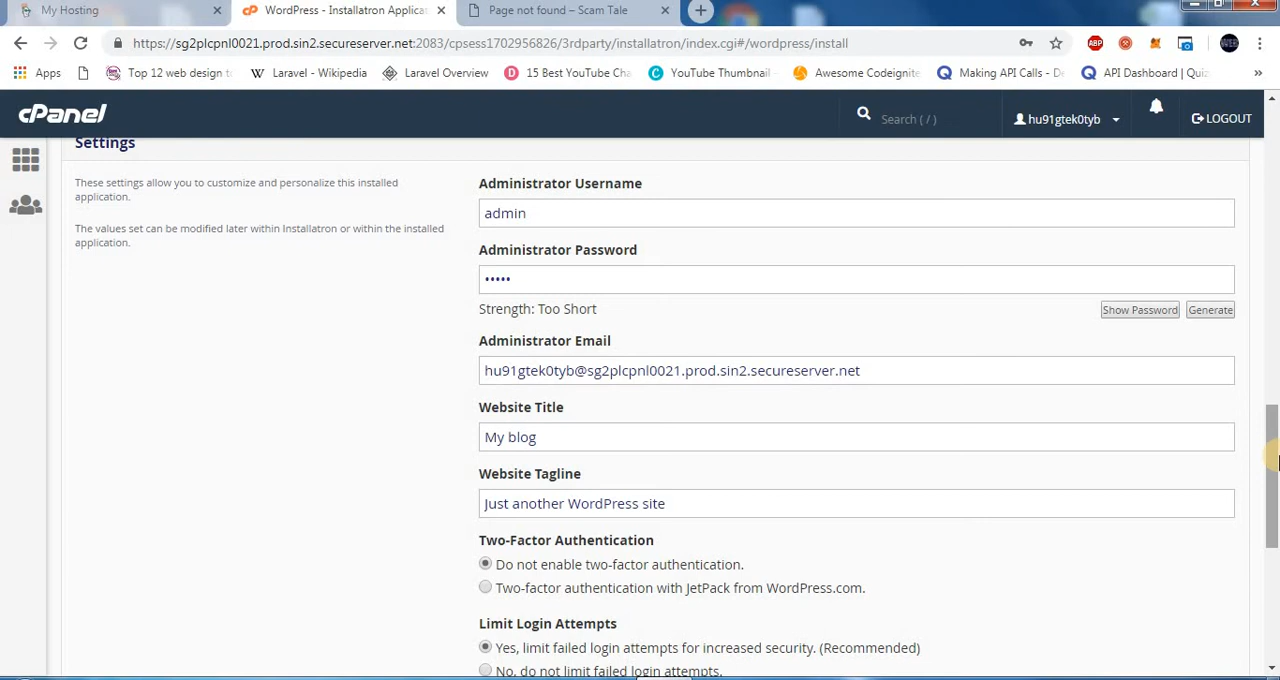 My Hosting
WordPress - Installatron Applicat
Page not found – Scam Tale
https://sg2plcpnl0021.prod.sin2.secureserver.net:2083/cpsess1702982826/3rdparty/installatron/index.cgi#/wordpress/install
ABP
Apps
Top 12 web design t
W Laravel - Wikipedia
Laravel Overview
D 15 Best YouTube Cha
C YouTube Thumbnail
Awesome Codeignite
Q Making API Calls - D
Q API Dashboard | Quiz
»
cPanel
Search ( / )
hu91gtek0tyb
LOGOUT
Settings
These settings allow you to customize and personalize this installed
application.
The values set can be modified later within Installatron or within the installed
application.
Administrator Username
admin
Administrator Password
•••••
Strength: Too Short
Show Password
Generate
Administrator Email
hu91gtek0tyb@sg2plcpnl0021.prod.sin2.secureserver.net
Website Title
My blog
Website Tagline
Just another WordPress site
Two-Factor Authentication
Do not enable two-factor authentication.
Two-factor authentication with JetPack from WordPress.com.
Limit Login Attempts
Yes, limit failed login attempts for increased security. (Recommended)
No, do not limit failed login attempts.